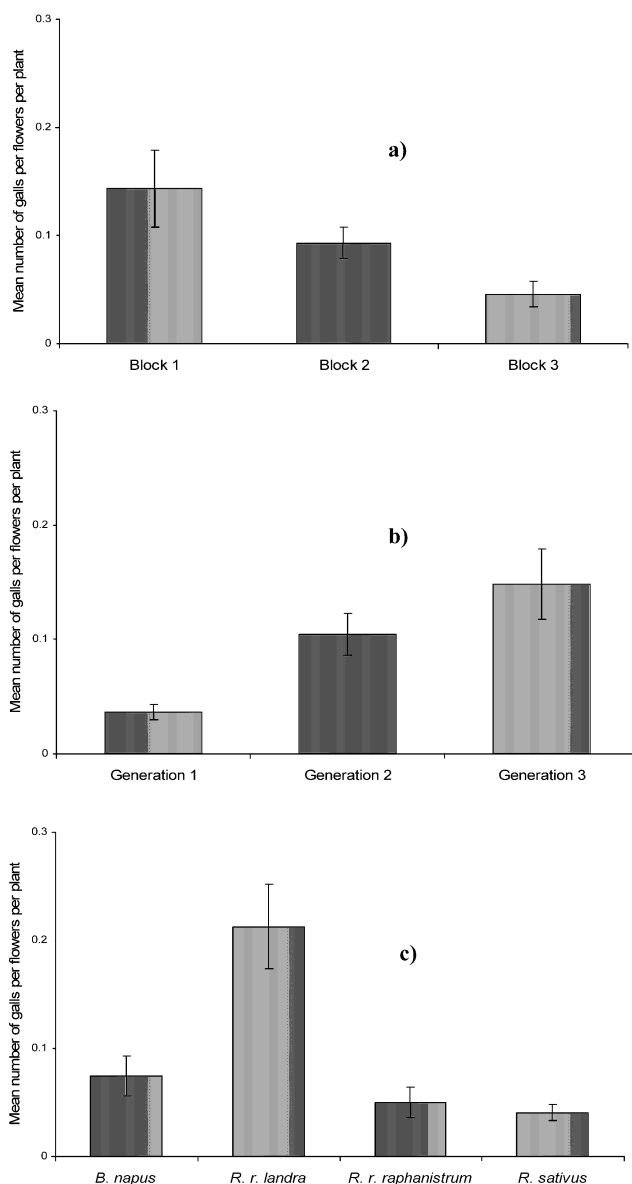 Mean number of galls per flowers per plant
0.3
0.2
0.1
0
a)
Block 1 Block 2 Block 3
Mean number of galls per flowers per plant
0.3
0.2
0.1
0
b)
Generation 1 Generation 2 Generation 3
Mean number of galls per flowers per plant
0.3
0.2
0.1
0
c)
B. napus R. r. landra R. r. raphanistrum R. sativus